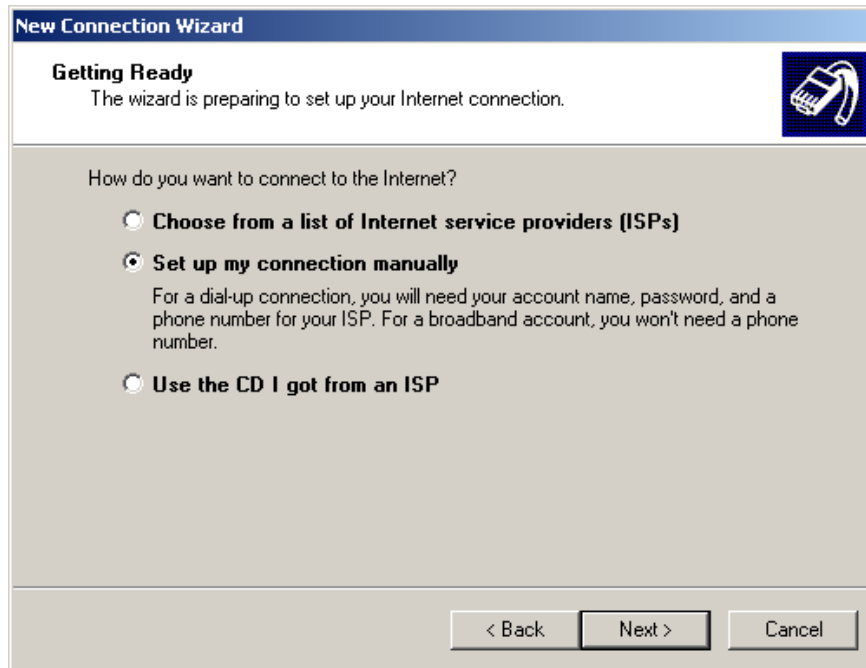 New Connection Wizard
Getting Ready
The wizard is preparing to set up your Internet connection.
How do you want to connect to the Internet?
Choose from a list of Internet service providers (ISPs)
Set up my connection manually
For a dial-up connection, you will need your account name, password, and a
phone number for your ISP. For a broadband account, you won't need a phone
number.
Use the CD I got from an ISP
< Back Next > Cancel